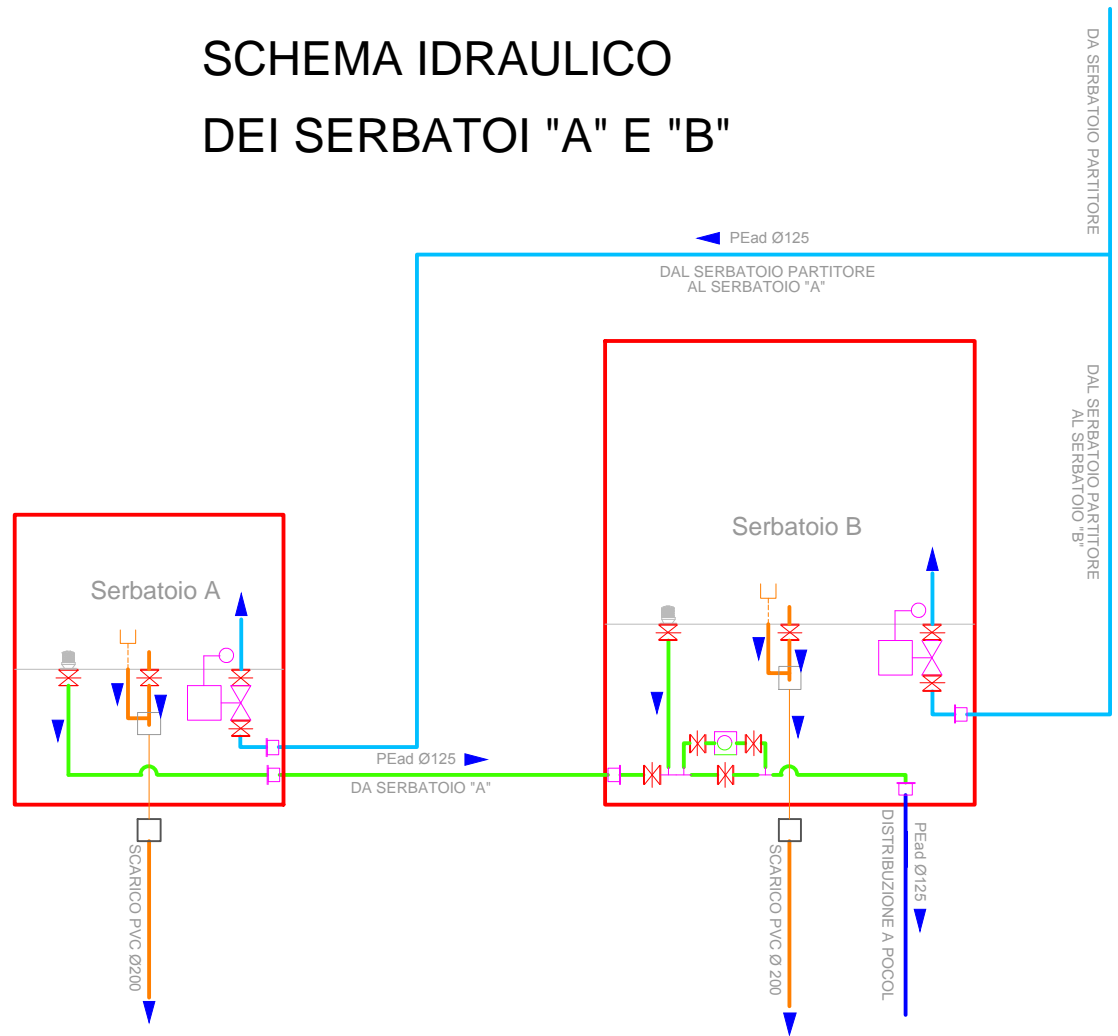 SCHEMA IDRAULICO
DEI SERBATOI "A" E "B"
DA SERBATOIO PARTITORE
PEad Ø125
DAL SERBATOIO PARTITORE
AL SERBATOIO "A"
DAL SERBATOIO PARTITORE
AL SERBATOIO "B"
Serbatoio B
Serbatoio A
PEad Ø125
DA SERBATOIO "A"
SCARICO PVC Ø200
SCARICO PVC Ø 200
DISTRIBUZIONE A POCOL
PEad Ø125